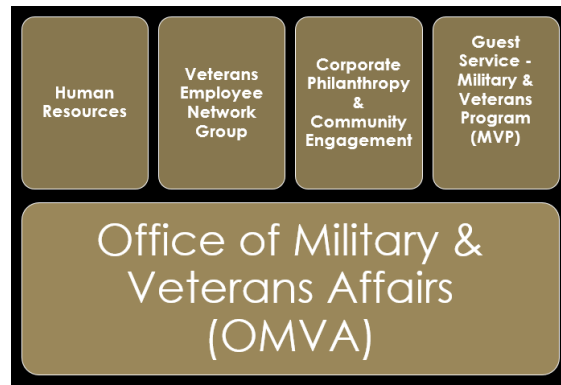 Human
Resources
Veterans
Employee
Network
Group
Corporate
Philanthropy
&
Community
Engagement
Guest
Service -
Military &
Veterans
Program
(MVP)
Office of Military &
Veterans Affairs
(OMVA)